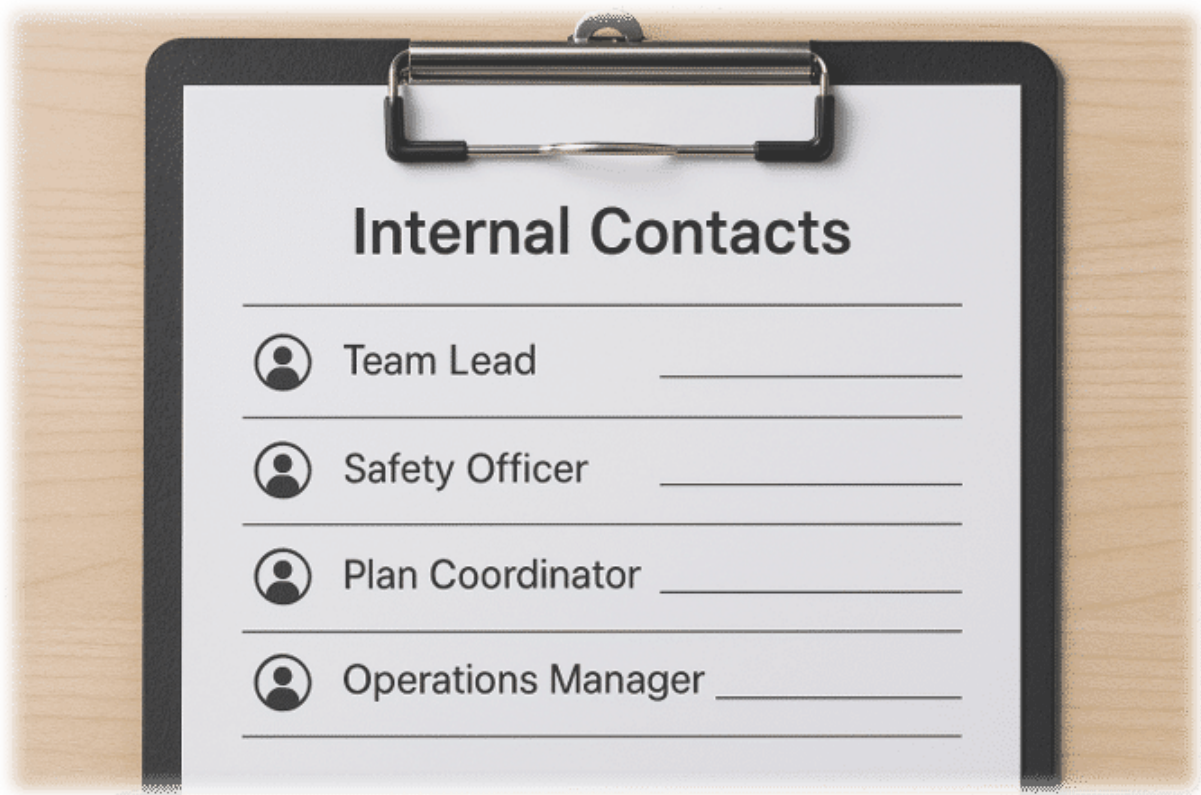 Internal Contacts
Team Lead
Safety Officer
Plan Coordinator
Operations Manager